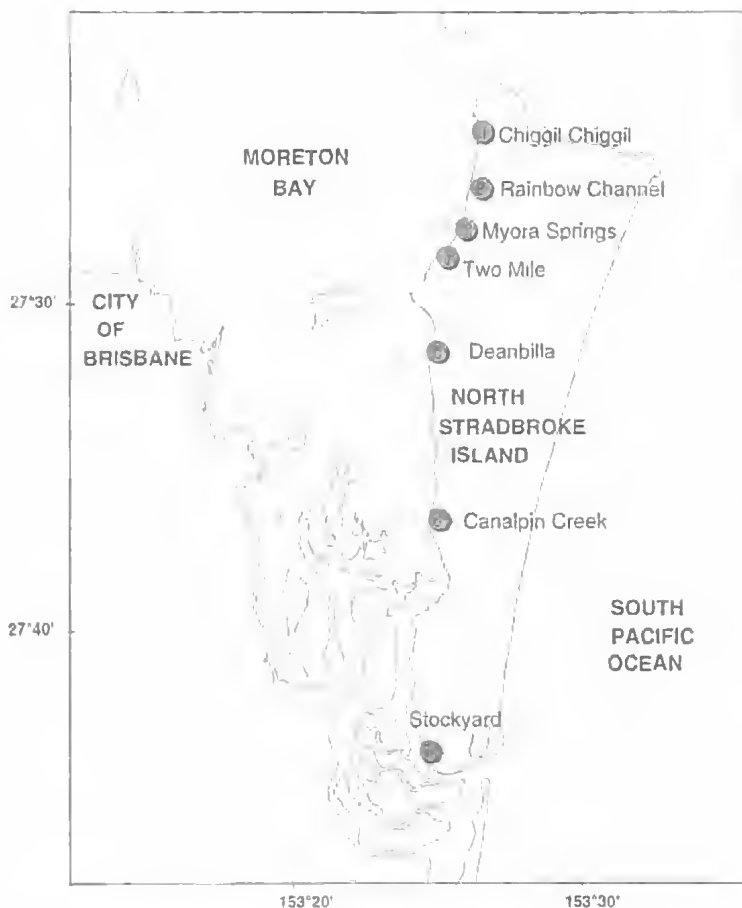 Chiggil Chiggil
MORETON
BAY
Rainbow Channel
Myora Springs
Two Mile
27°30'
CITY
OF
BRISBANE
Deanbilla
NORTH
STRADBROKE
ISLAND
Canalpin Creek
27°40'
SOUTH
PACIFIC
OCEAN
Stockyard
153°20'
153°30'